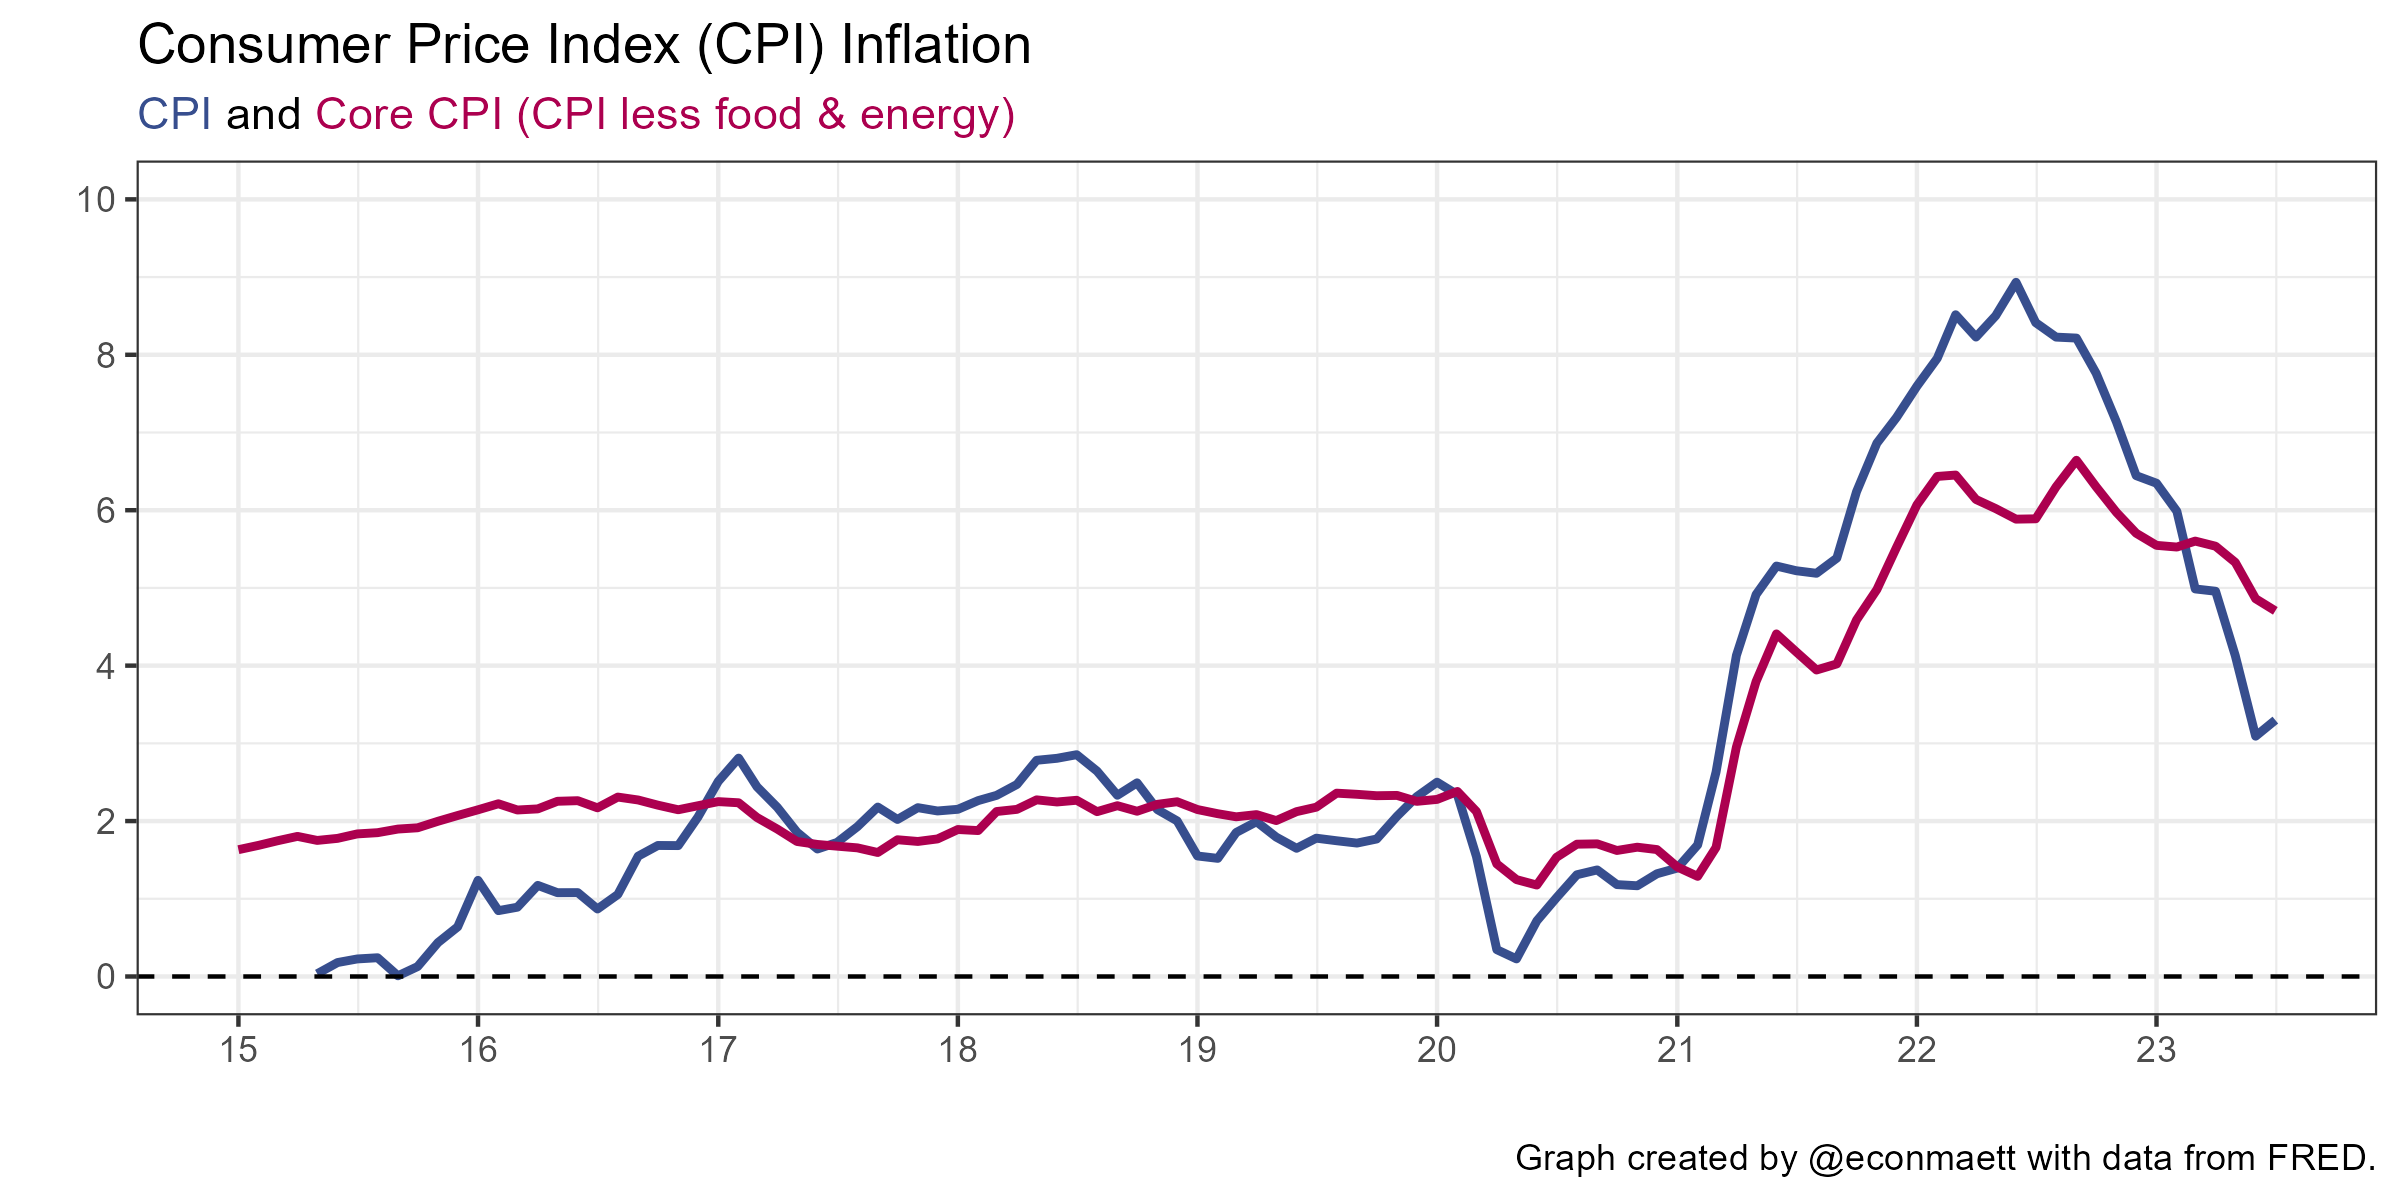 Consumer Price Index (CPI) Inflation
CPI and Core CPI (CPI less food & energy)
10
8
6
4
2
0
15 16 17 18 19 20 21 22 23
Graph created by @econmaett with data from FRED.